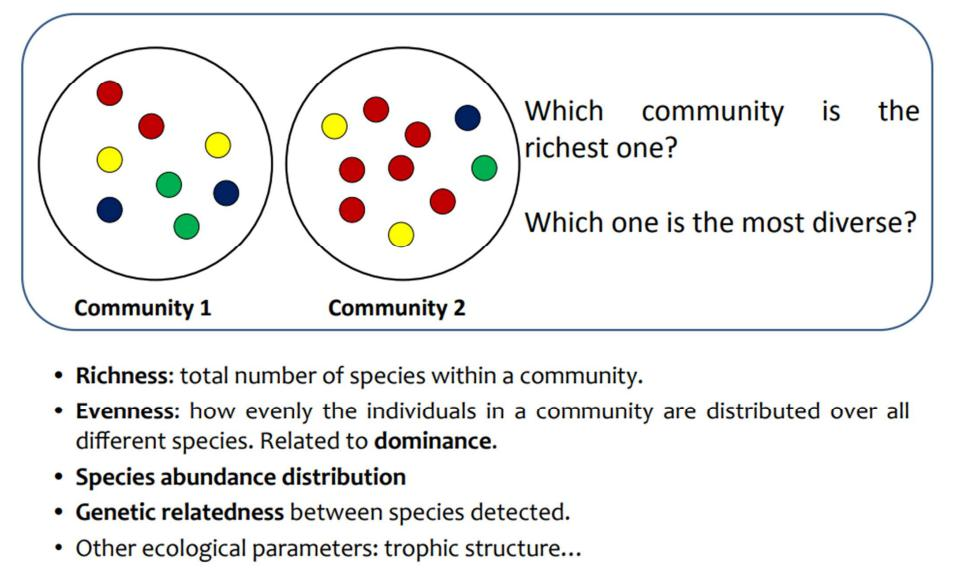 Which community is the
richest one?
Which one is the most diverse?
Community 1
Community 2
• Richness: total number of species within a community.
• Evenness: how evenly the individuals in a community are distributed over all
different species. Related to dominance.
• Species abundance distribution
• Genetic relatedness between species detected.
• Other ecological parameters: trophic structure...